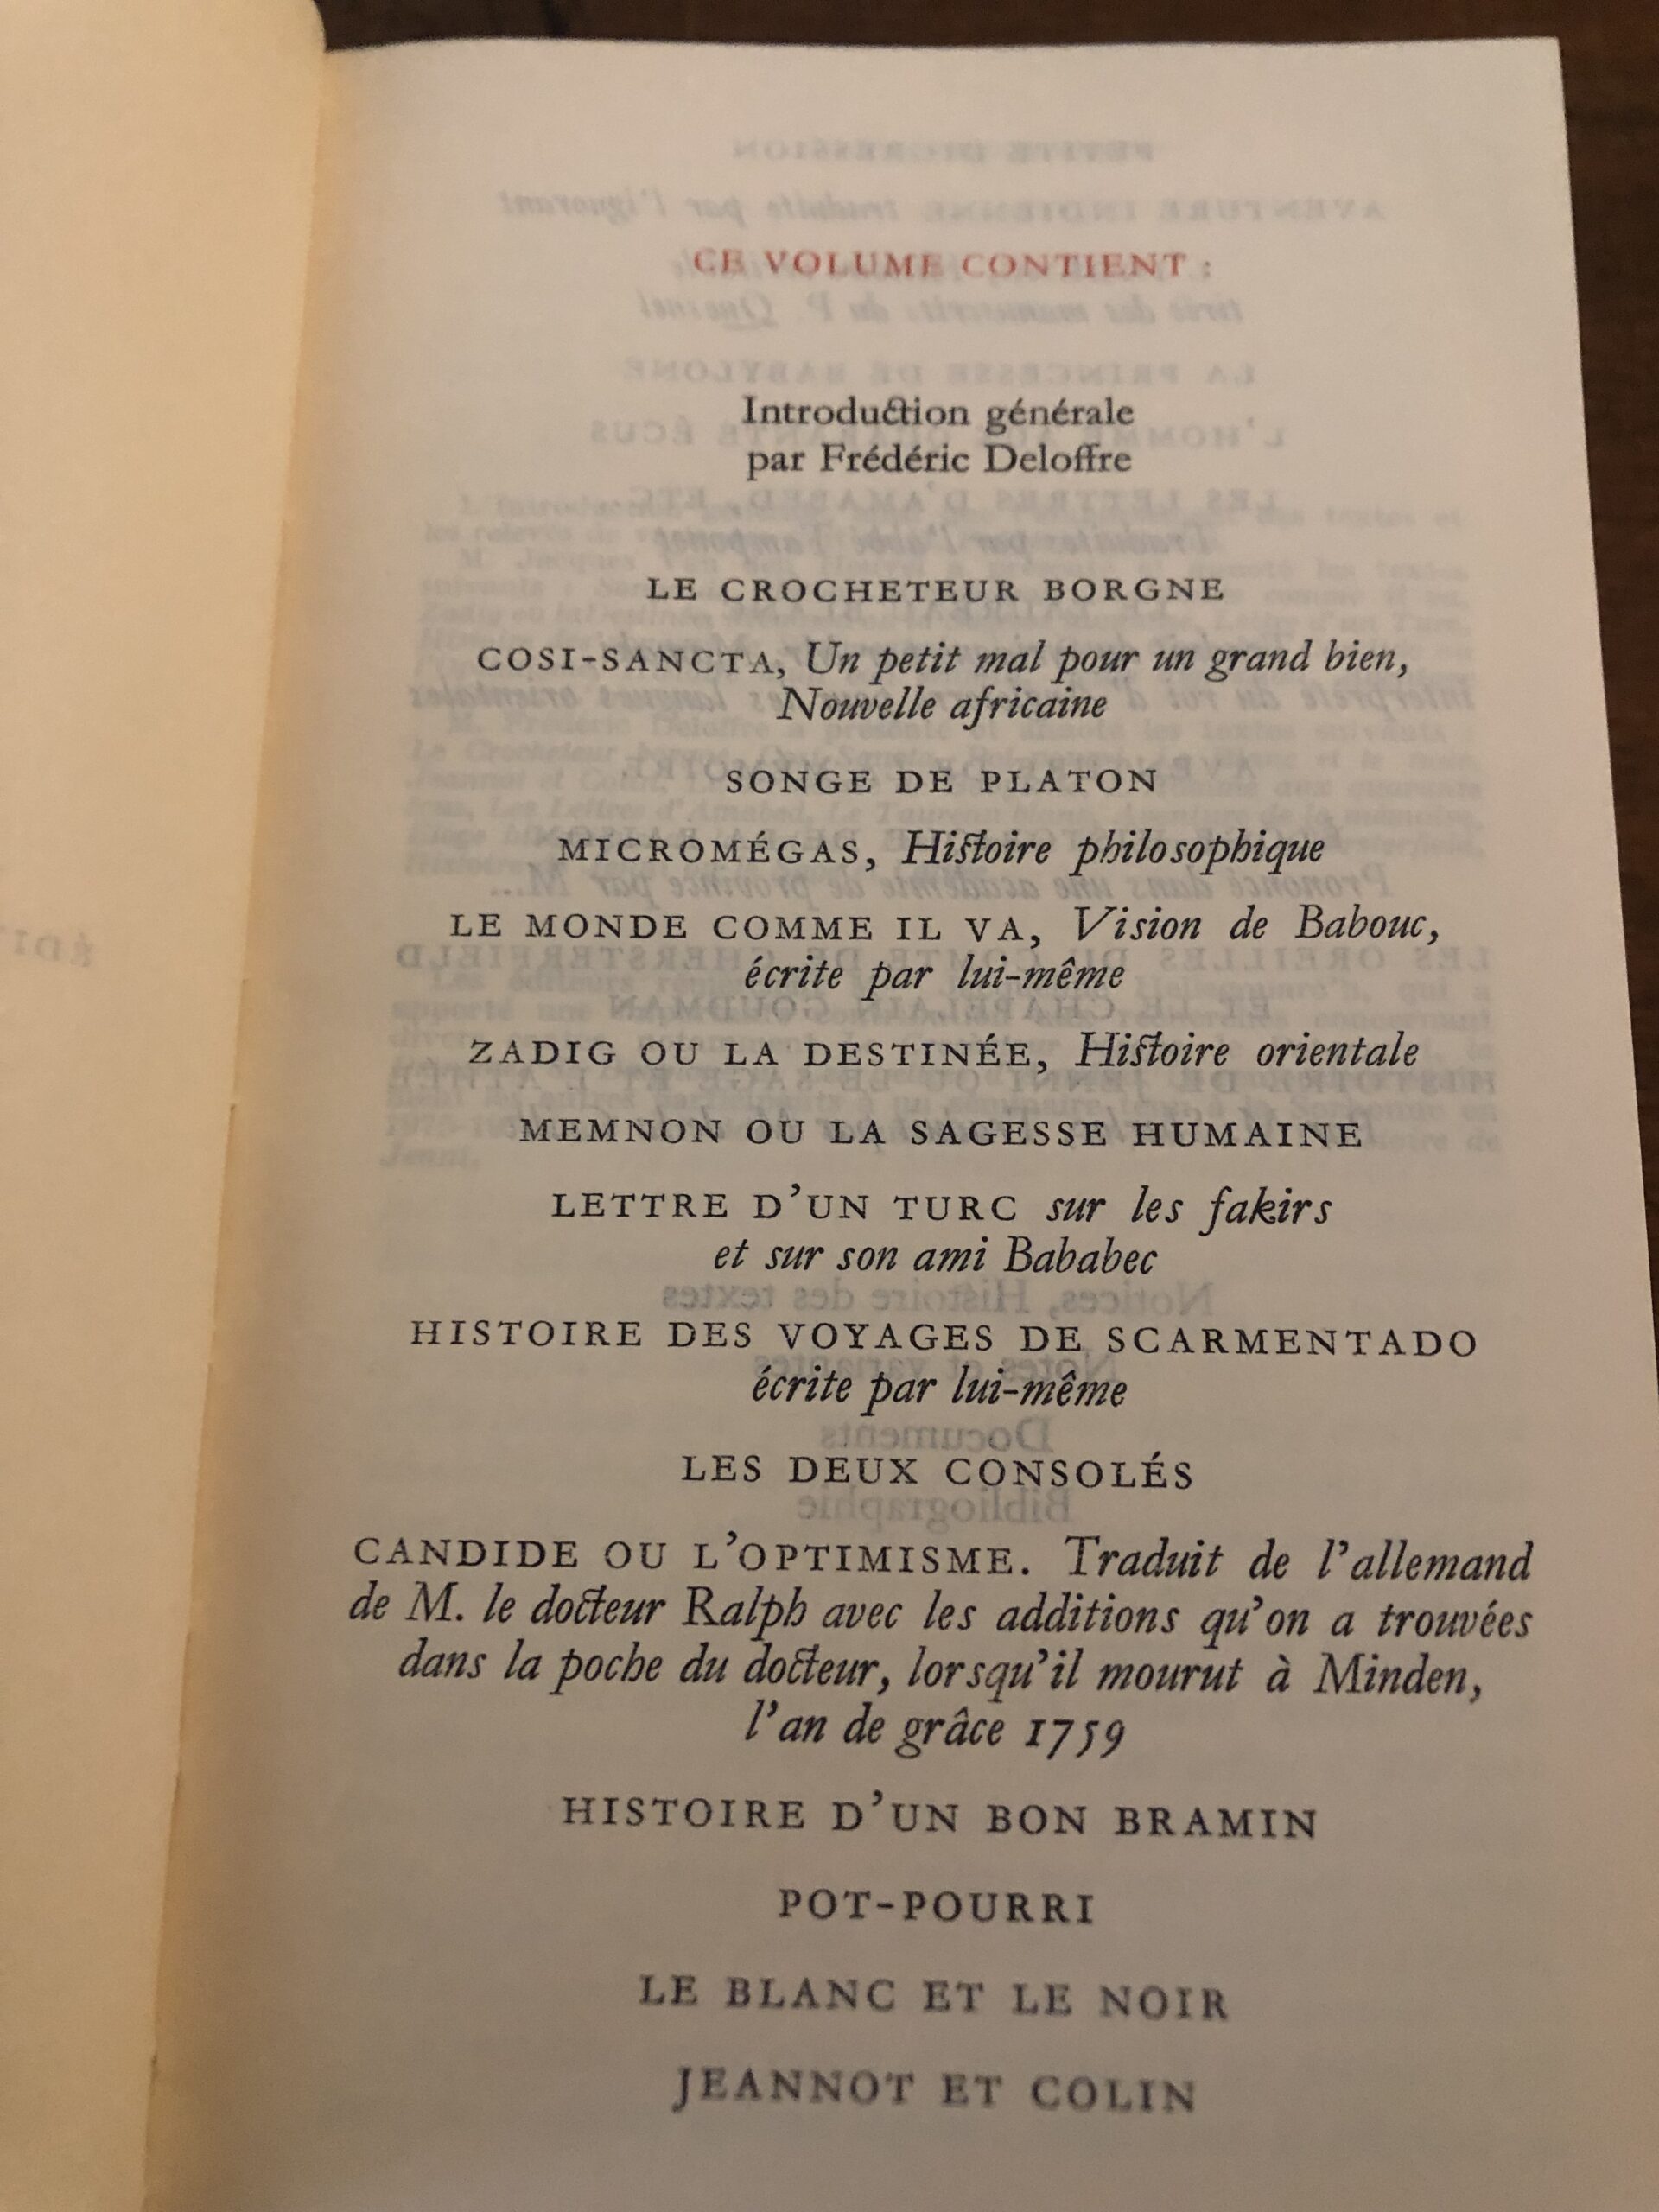 CE VOLUME CONTIENT :
Introduction générale
par Frédéric Deloffre
LE CROCHETEUR BORGNE
COSI-SANCTA, Un petit mal pour un grand bien,
Nouvelle africaine
SONGE DE PLATON
MICROMÉGAS, Histoire philosophique
LE MONDE COMME IL VA, Vision de Babouc,
écrite par lui-même
ZADIG OU LA DESTINÉE, Histoire orientale
MEMNON OU LA SAGESSE HUMAINE
LETTRE D'UN TURC sur les fakirs
et sur son ami Bababec
HISTOIRE DES VOYAGES DE SCARMENTADO
écrite par lui-même
LES DEUX CONSOLÉS
CANDIDE OU L'OPTIMISME. Traduit de l'allemand
de M. le docteur Ralph avec les additions qu'on a trouvées
dans la poche du docteur, lorsqu'il mourut à Minden,
l'an de grâce 1759
HISTOIRE D'UN BON BRAMIN
POT-POURRI
LE BLANC ET LE NOIR
JEANNOT ET COLIN